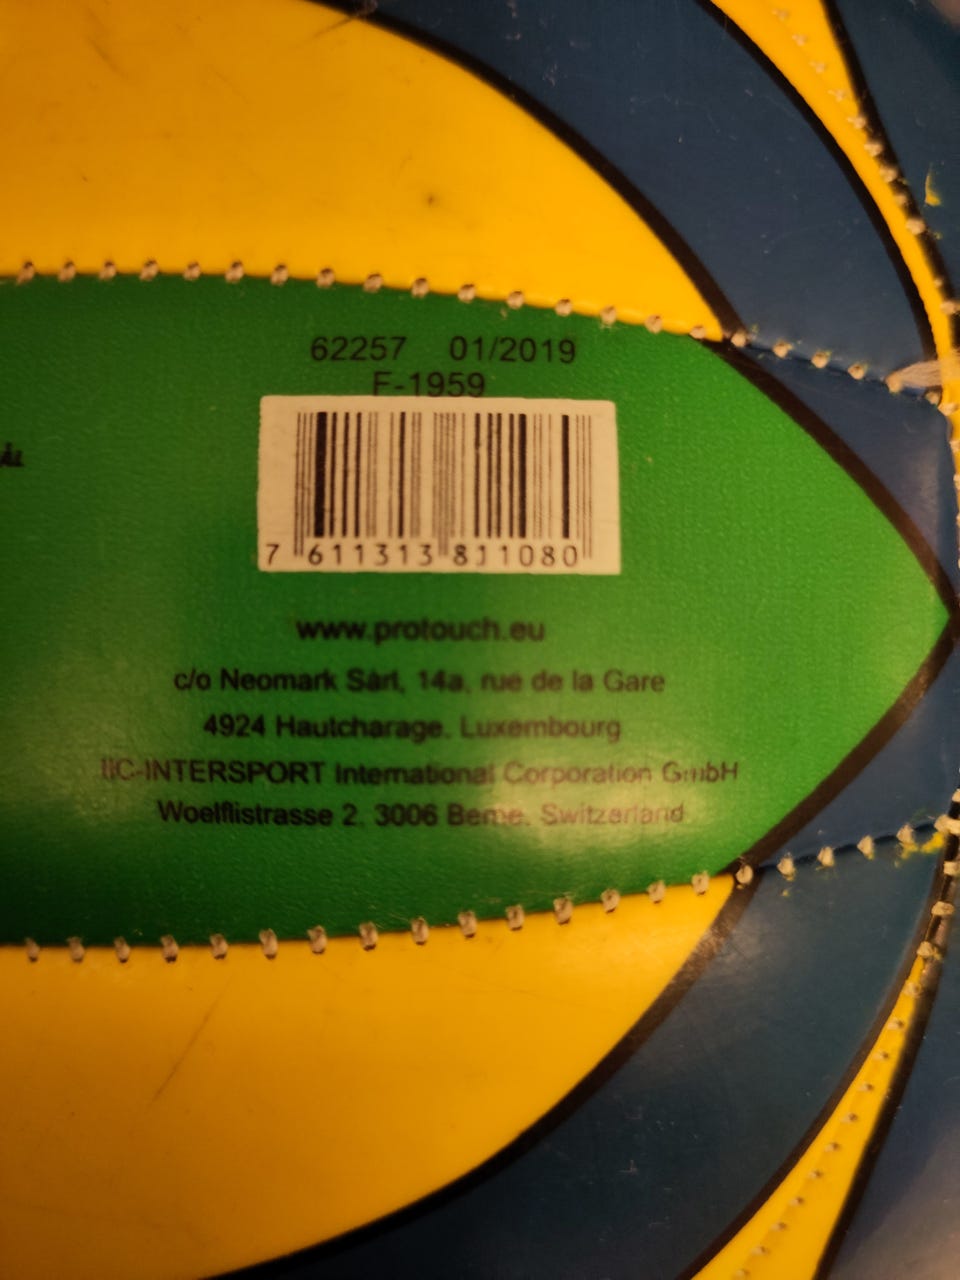 62257 01/2019
F-1959
7 611313 811080
www.protouch.eu
c/o Neomark Sàrl, 14a, rue de la Gare
4924 Hautcharage, Luxembourg
IIC-INTERSPORT International Corporation GmbH
Woelflistrasse 2, 3006 Berne, Switzerland